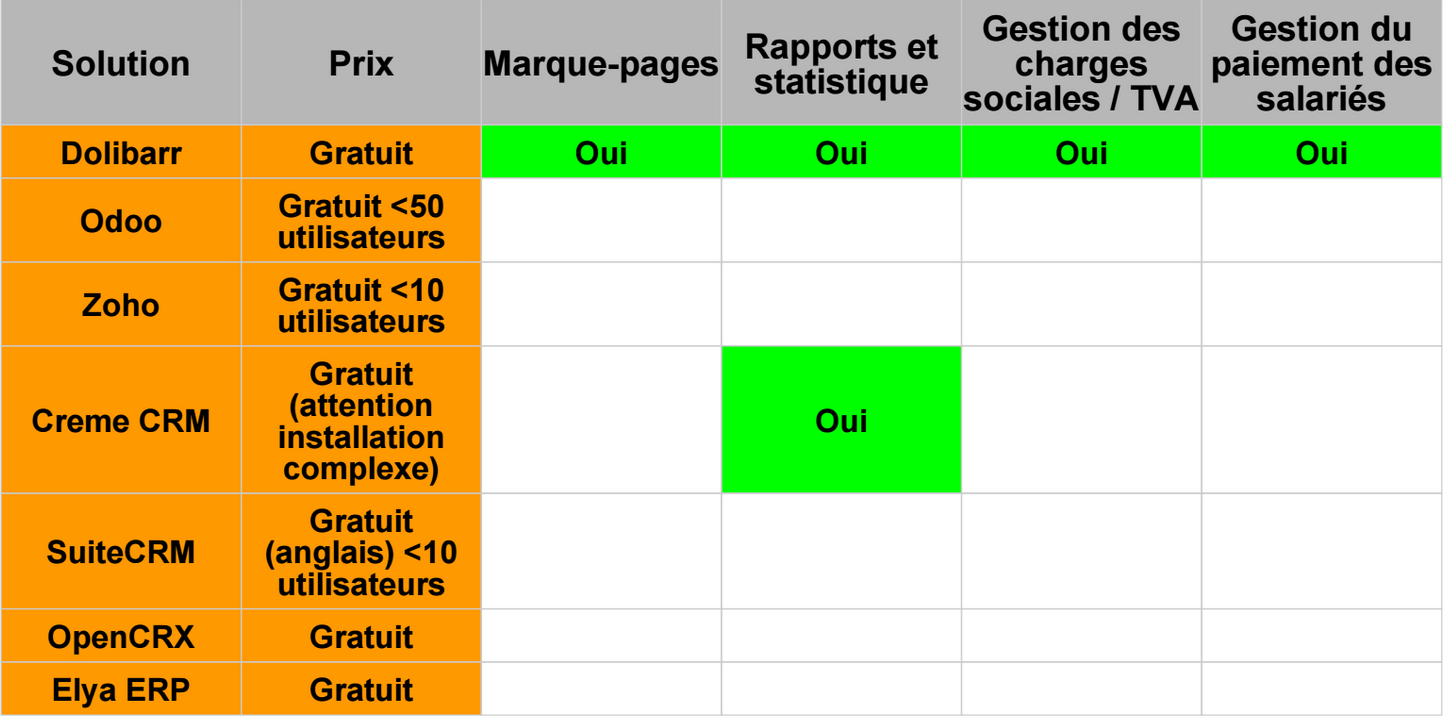 Solution
Prix
Marque-pages
Rapports et
statistique
Gestion des
charges
sociales / TVA
Gestion du
paiement des
salariés
Dolibarr
Gratuit
Oui
Oui
Oui
Oui
Odoo
Gratuit <50
utilisateurs
Zoho
Gratuit <10
utilisateurs
Creme CRM
Gratuit
(attention
installation
complexe)
Oui
SuiteCRM
Gratuit
(anglais) <10
utilisateurs
OpenCRX
Gratuit
Elya ERP
Gratuit